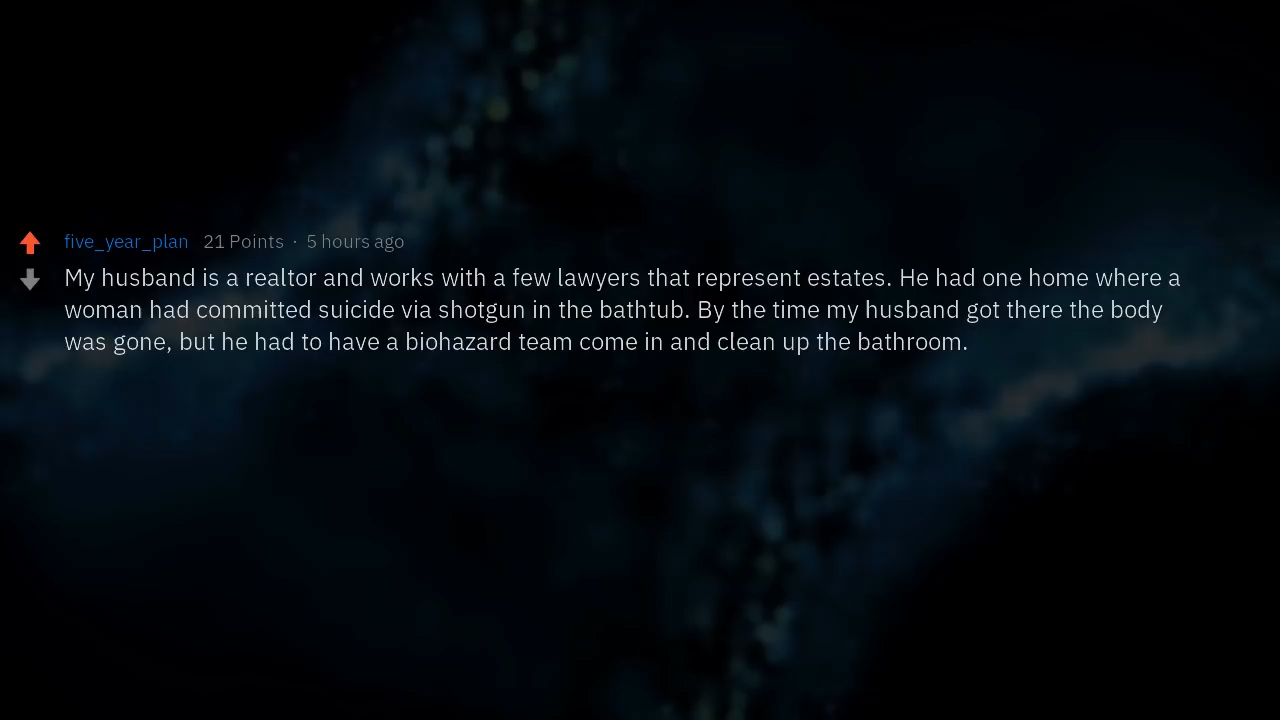 five_year_plan 21 Points · 5 hours ago
My husband is a realtor and works with a few lawyers that represent estates. He had one home where a
woman had committed suicide via shotgun in the bathtub. By the time my husband got there the body
was gone, but he had to have a biohazard team come in and clean up the bathroom.